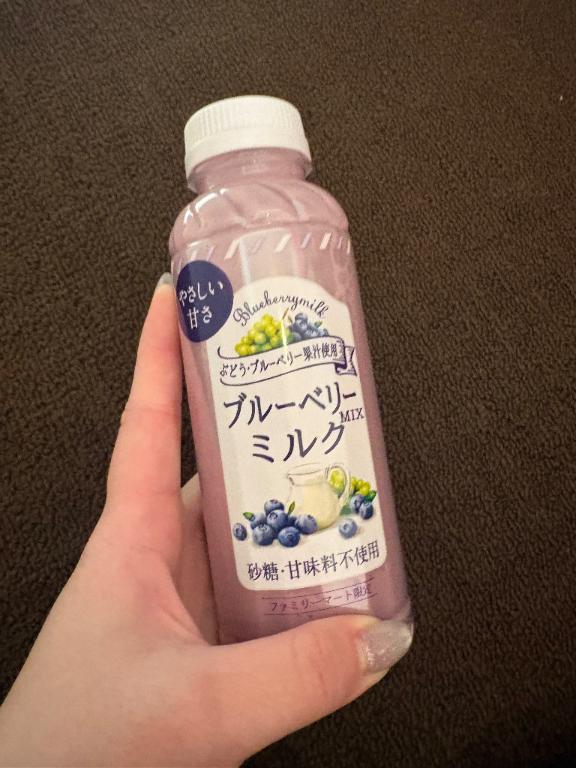 やさしい
甘さ
Blueberrymilk
ぶどう・ブルーベリー果汁使用
ブルーベリー
MIX
ミルク
砂糖・甘味料不使用
ファミリーマート限定